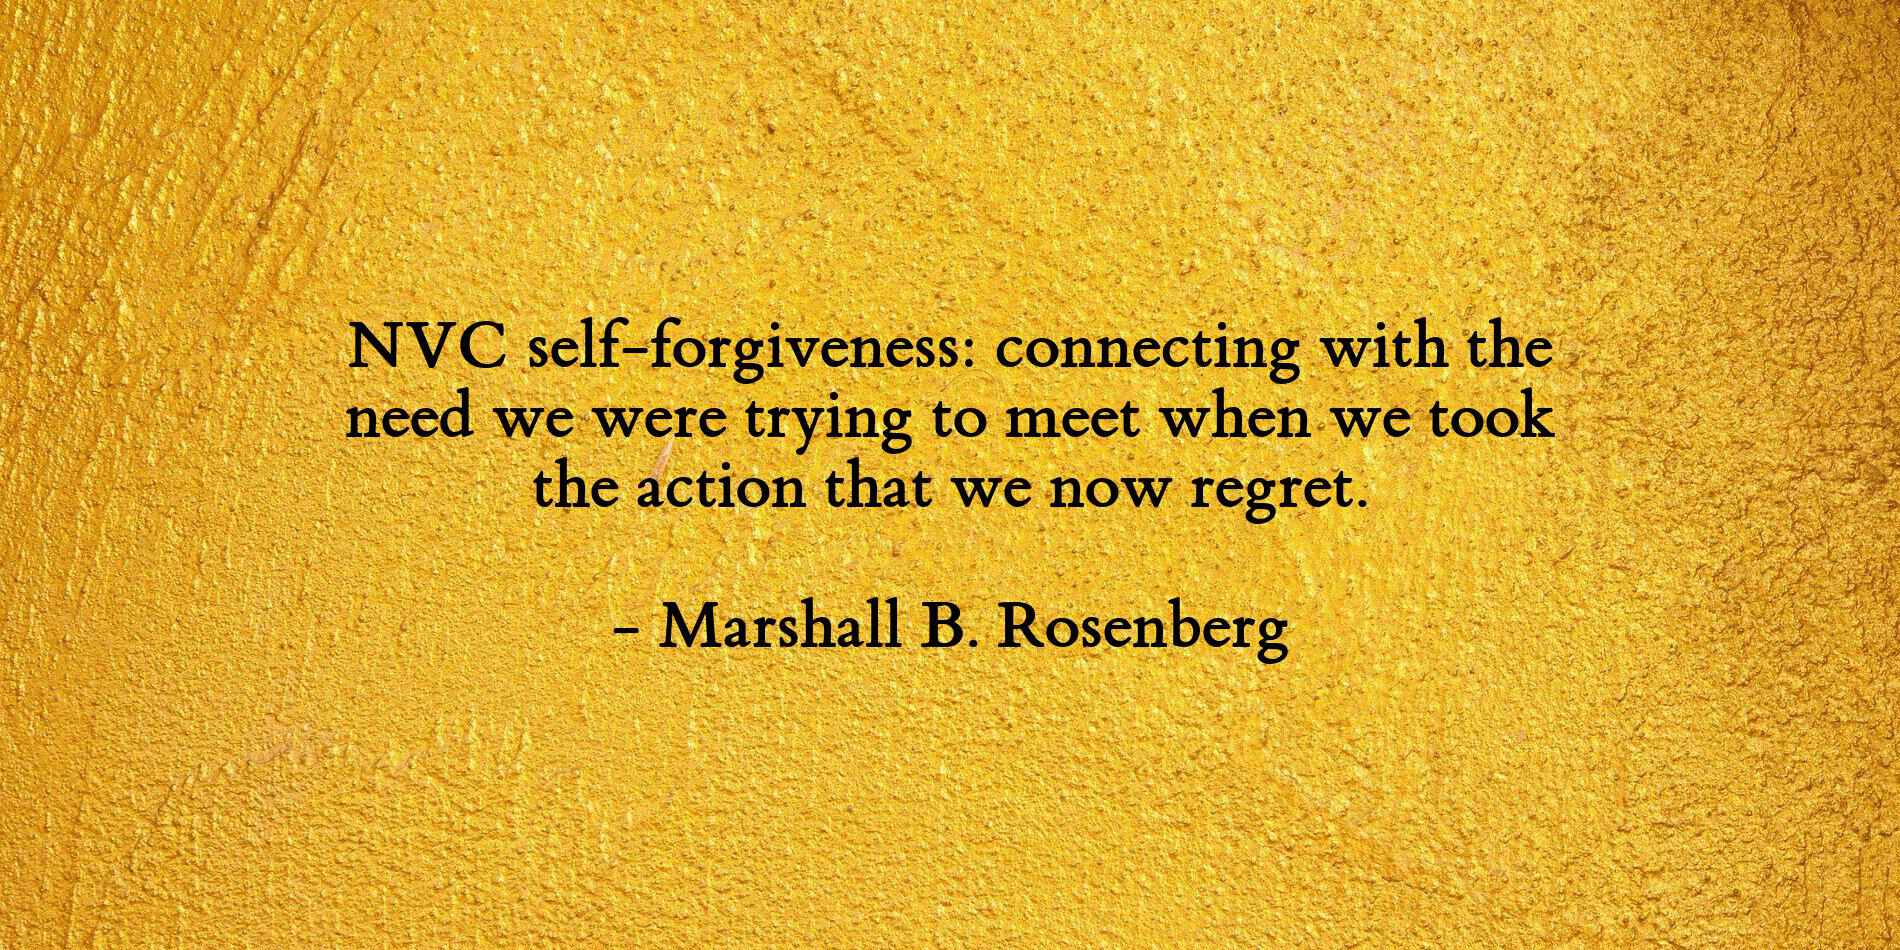 NVC self-forgiveness: connecting with the
need we were trying to meet when we took
the action that we now regret.
- Marshall B. Rosenberg